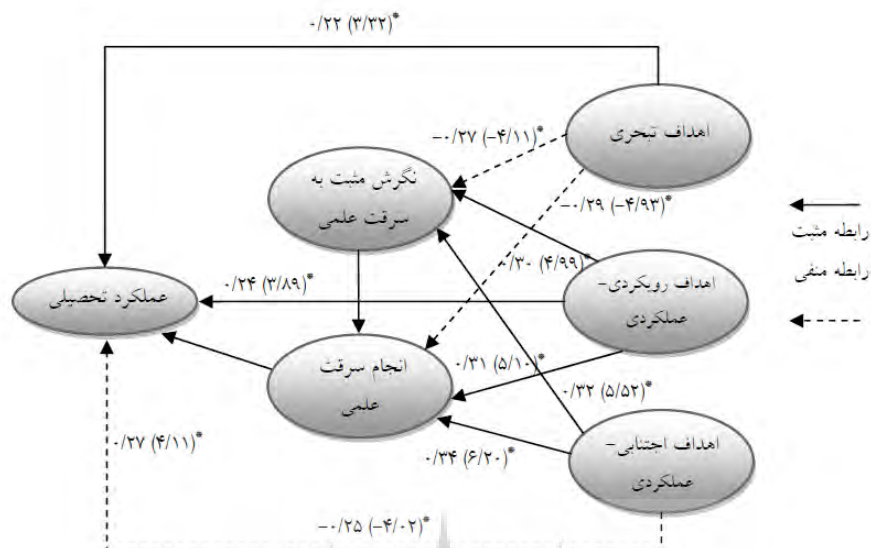 ۰/۲۲ (۳/۳۲)*
اهداف تبحری
−۰/۲۷ (−۴/۱۱)*
نگرش مثبت به
سرقت علمی
−۰/۲۹ (−۴/۹۳)*
رابطه مثبت
رابطه منفی
۰/۳۰ (۴/۹۹)*
اهداف رویکردی-
عملکردی
۰/۲۴ (۳/۸۹)*
عملکرد تحصیلی
انجام سرقت
علمی
۰/۳۱ (۵/۱۰)*
۰/۳۲ (۵/۵۲)*
اهداف اجتنابی-
عملکردی
۰/۲۷ (۴/۱۱)*
۰/۳۴ (۶/۲۰)*
−۰/۲۵ (−۴/۰۲)*